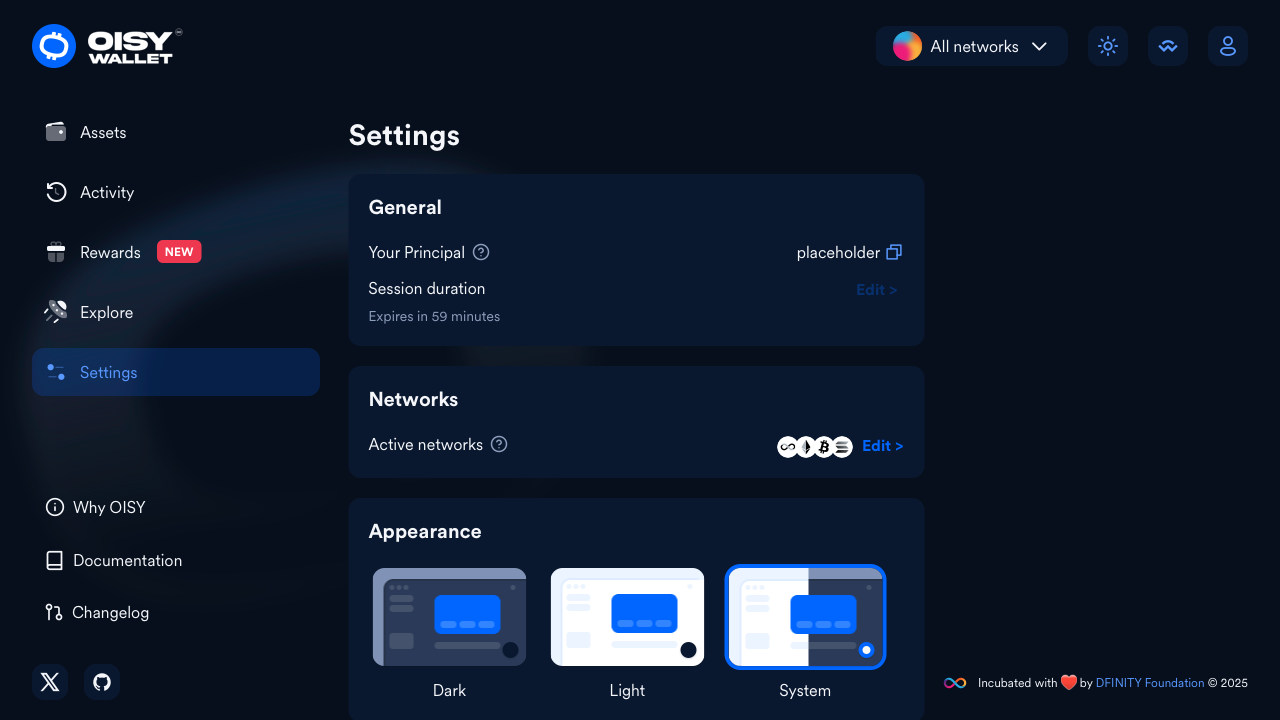 OISY
WALLET
All networks
Assets
Activity
Rewards NEW
Explore
Settings
Why OISY
Documentation
Changelog
Settings
General
Your Principal ? placeholder
Session duration Edit >
Expires in 59 minutes
Networks
Active networks ? Edit >
Appearance
Dark Light System
Incubated with ❤️ by DFINITY Foundation © 2025